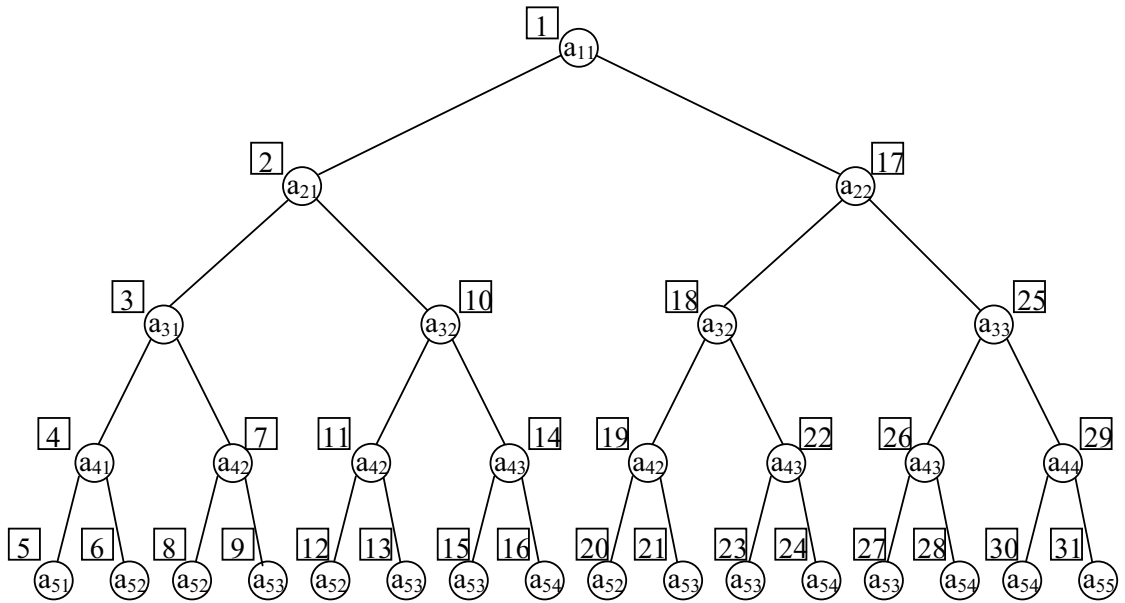 1
a₁₁
2 17
a₂₁ a₂₂
3 10 18 25
a₃₁ a₃₂ a₃₂ a₃₃
4 7 11 14 19 22 26 29
a₄₁ a₄₂ a₄₂ a₄₃ a₄₂ a₄₃ a₄₃ a₄₄
5 6 8 9 12 13 15 16 20 21 23 24 27 28 30 31
a₅₁ a₅₂ a₅₂ a₅₃ a₅₂ a₅₃ a₅₃ a₅₄ a₅₂ a₅₃ a₅₃ a₅₄ a₅₃ a₅₄ a₅₄ a₅₅